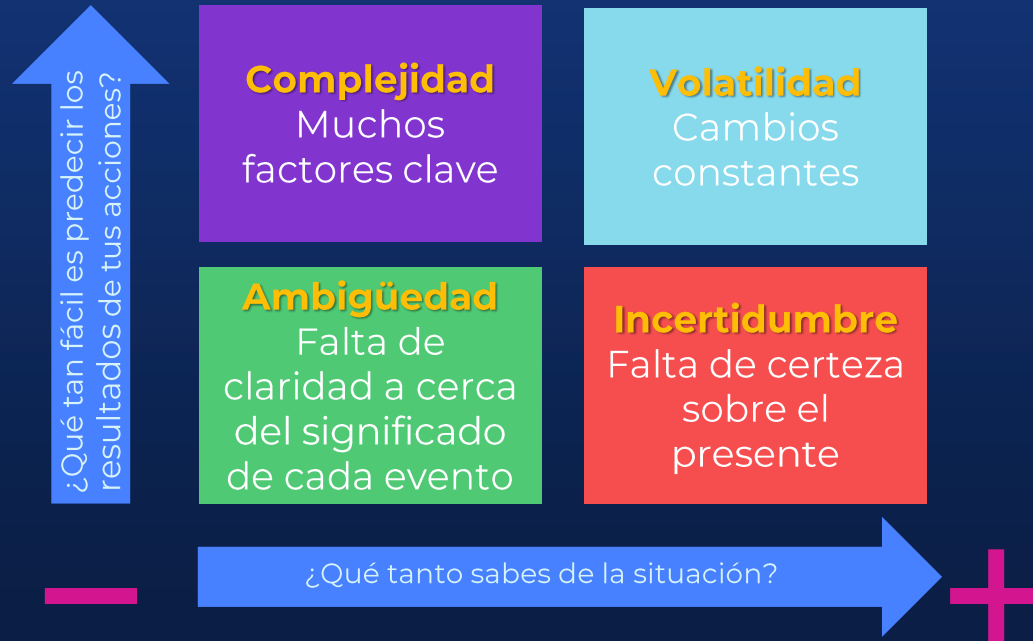 ¿Qué tan fácil es predecir los
resultados de tus acciones?
Complejidad
Muchos
factores clave
Volatilidad
Cambios
constantes
Ambigüedad
Falta de
claridad a cerca
del significado
de cada evento
Incertidumbre
Falta de certeza
sobre el
presente
¿Qué tanto sabes de la situación?